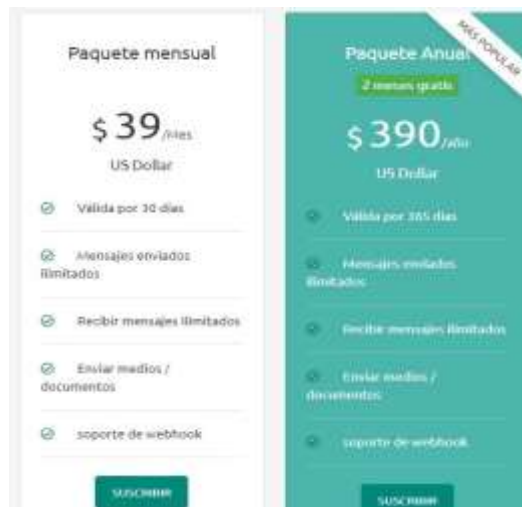 Paquete mensual
$ 39/Mes
US Dollar
Válida por 30 días
Mensajes enviados
ilimitados
Recibir mensajes ilimitados
Enviar medios /
documentos
soporte de webhook
SUSCRIBIR
MÁS POPULAR
Paquete Anual
2 meses gratis
$ 390/año
US Dollar
Válida por 365 días
Mensajes enviados
ilimitados
Recibir mensajes ilimitados
Enviar medios /
documentos
soporte de webhook
SUSCRIBIR